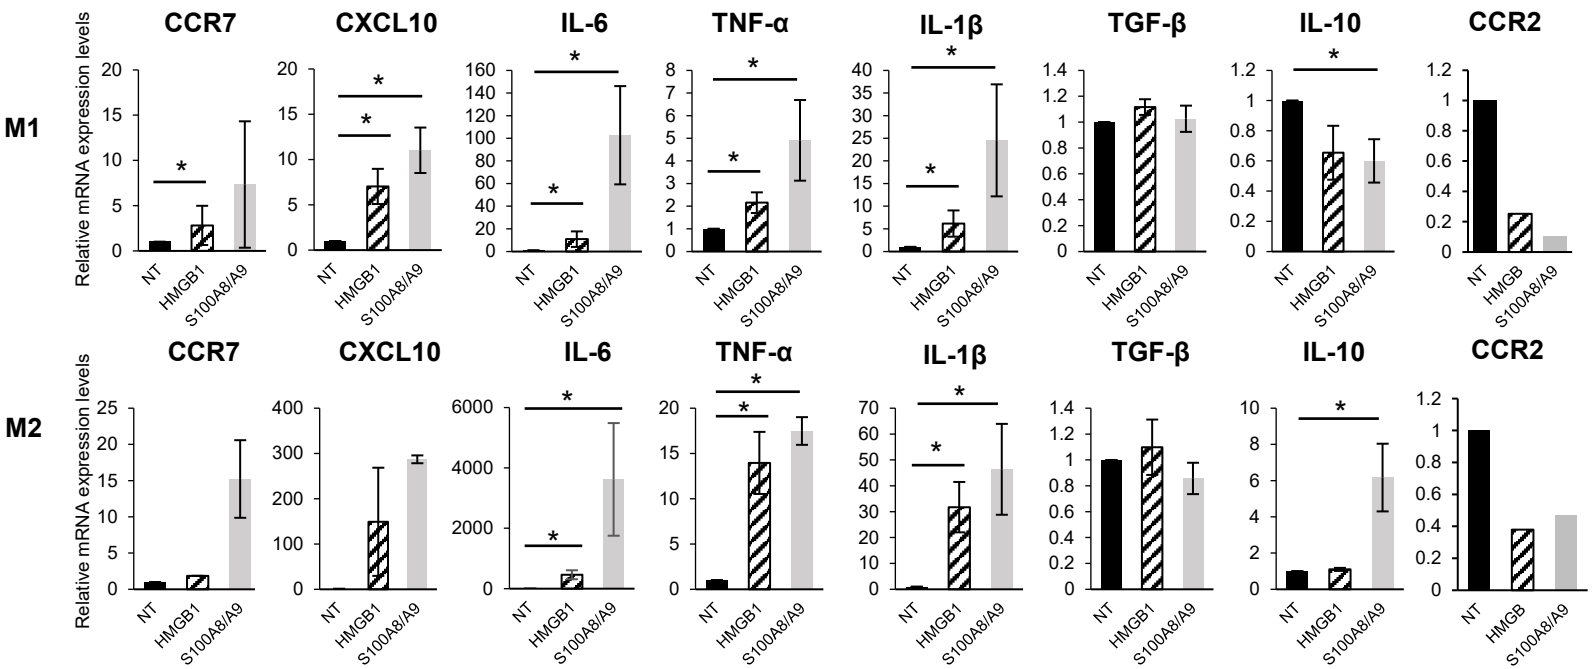 CCR7 CXCL10 IL-6 TNF-α IL-1β TGF-β IL-10 CCR2
M1
Relative mRNA expression levels
20 15 10 5 0
*
NT HMGB1 S100A8/A9
20 15 10 5 0
* *
NT HMGB1 S100A8/A9
160 140 120 100 80 60 40 20 0
* *
NT HMGB1 S100A8/A9
8 7 6 5 4 3 2 1 0
* *
NT HMGB1 S100A8/A9
40 35 30 25 20 15 10 5 0
* *
NT HMGB1 S100A8/A9
1.4 1.2 1 0.8 0.6 0.4 0.2 0
NT HMGB1 S100A8/A9
1.2 1 0.8 0.6 0.4 0.2 0
*
NT HMGB1 S100A8/A9
1.2 1 0.8 0.6 0.4 0.2 0
NT HMGB S100A8/A9
CCR7 CXCL10 IL-6 TNF-α IL-1β TGF-β IL-10 CCR2
M2
Relative mRNA expression levels
25 20 15 10 5 0
NT HMGB1 S100A8/A9
400 300 200 100 0
NT HMGB1 S100A8/A9
6000 4000 2000 0
* *
NT HMGB1 S100A8/A9
20 15 10 5 0
* *
NT HMGB1 S100A8/A9
70 60 50 40 30 20 10 0
* *
NT HMGB1 S100A8/A9
1.4 1.2 1 0.8 0.6 0.4 0.2 0
NT HMGB1 S100A8/A9
10 8 6 4 2 0
*
NT HMGB1 S100A8/A9
1.2 1 0.8 0.6 0.4 0.2 0
NT HMGB S100A8/A9